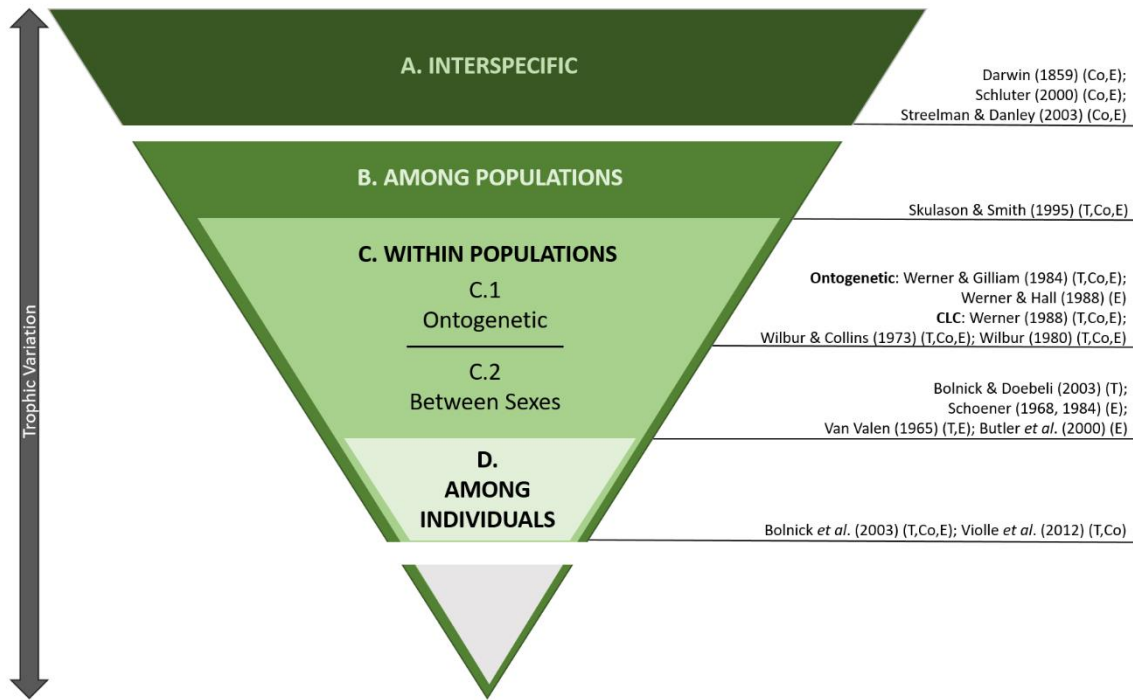 Trophic Variation
A. INTERSPECIFIC
Darwin (1859) (Co,E);
Schluter (2000) (Co,E);
Streelman & Danley (2003) (Co,E)
B. AMONG POPULATIONS
Skulason & Smith (1995) (T,Co,E)
C. WITHIN POPULATIONS
C.1
Ontogenetic
Ontogenetic: Werner & Gilliam (1984) (T,Co,E);
Werner & Hall (1988) (E)
CLC: Werner (1988) (T,Co,E);
Wilbur & Collins (1973) (T,Co,E); Wilbur (1980) (T,Co,E)
C.2
Between Sexes
Bolnick & Doebeli (2003) (T);
Schoener (1968, 1984) (E);
Van Valen (1965) (T,E); Butler et al. (2000) (E)
D.
AMONG
INDIVIDUALS
Bolnick et al. (2003) (T,Co,E); Violle et al. (2012) (T,Co)